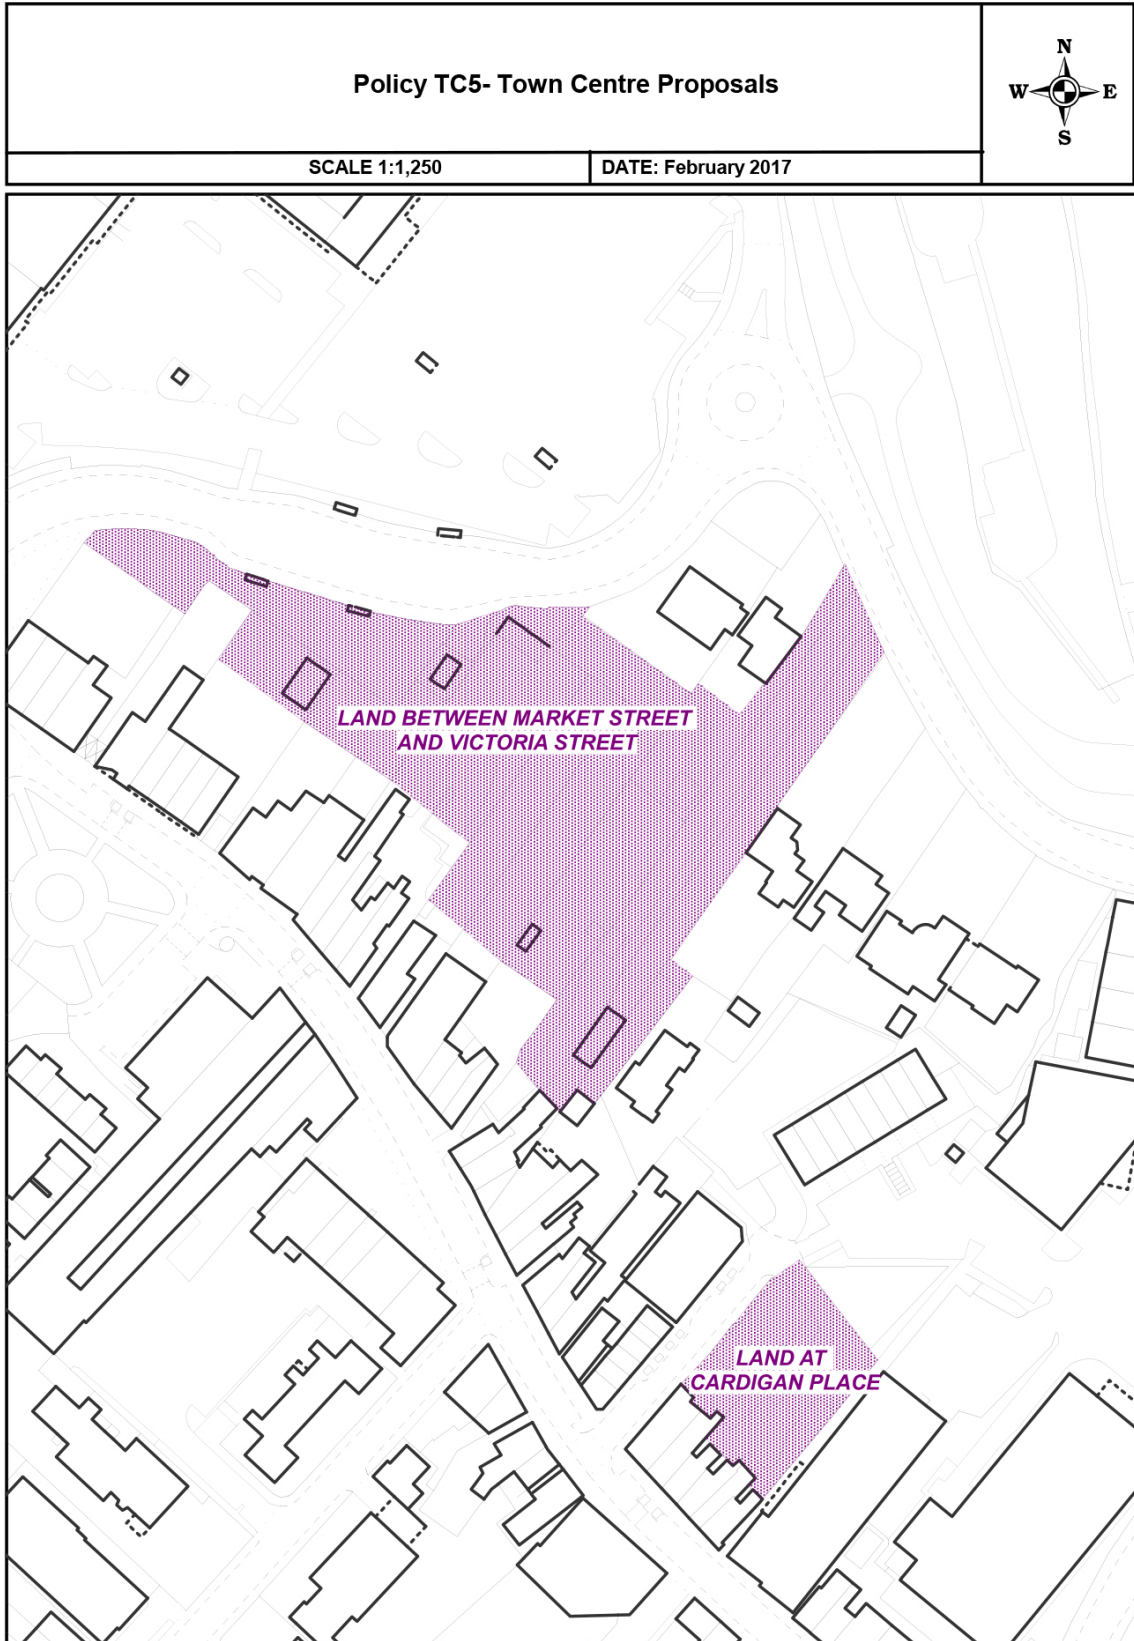 Policy TC5- Town Centre Proposals
N
W E
S
SCALE 1:1,250
DATE: February 2017
LAND BETWEEN MARKET STREET
AND VICTORIA STREET
LAND AT
CARDIGAN PLACE